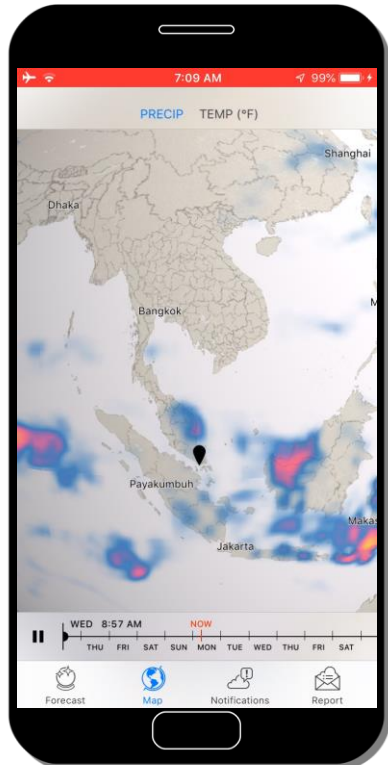 7:09 AM 99%
PRECIP TEMP (°F)
Shanghai
Dhaka
Bangkok
M
Payakumbuh
Makas
Jakarta
WED 8:57 AM NOW
THU FRI SAT SUN MON TUE WED THU FRI SAT
Forecast Map Notifications Report